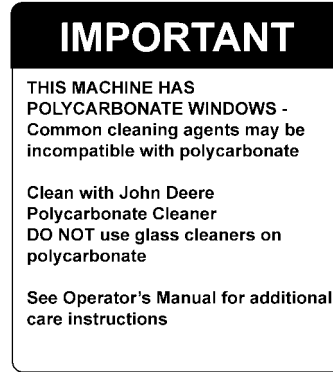 IMPORTANT
THIS MACHINE HAS
POLYCARBONATE WINDOWS -
Common cleaning agents may be
incompatible with polycarbonate
Clean with John Deere
Polycarbonate Cleaner
DO NOT use glass cleaners on
polycarbonate
See Operator's Manual for additional
care instructions